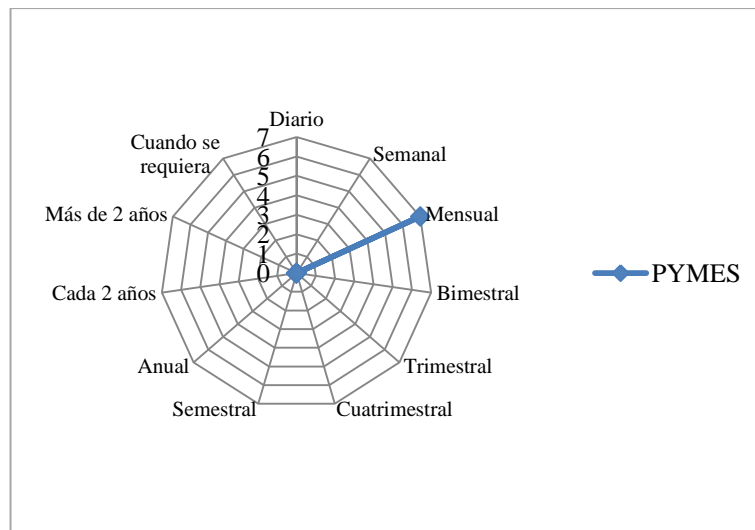 Diario
Semanal
Mensual
Bimestral
Trimestral
Cuatrimestral
Semestral
Anual
Cada 2 años
Más de 2 años
Cuando se
requiera
7
6
5
4
3
2
1
0
PYMES